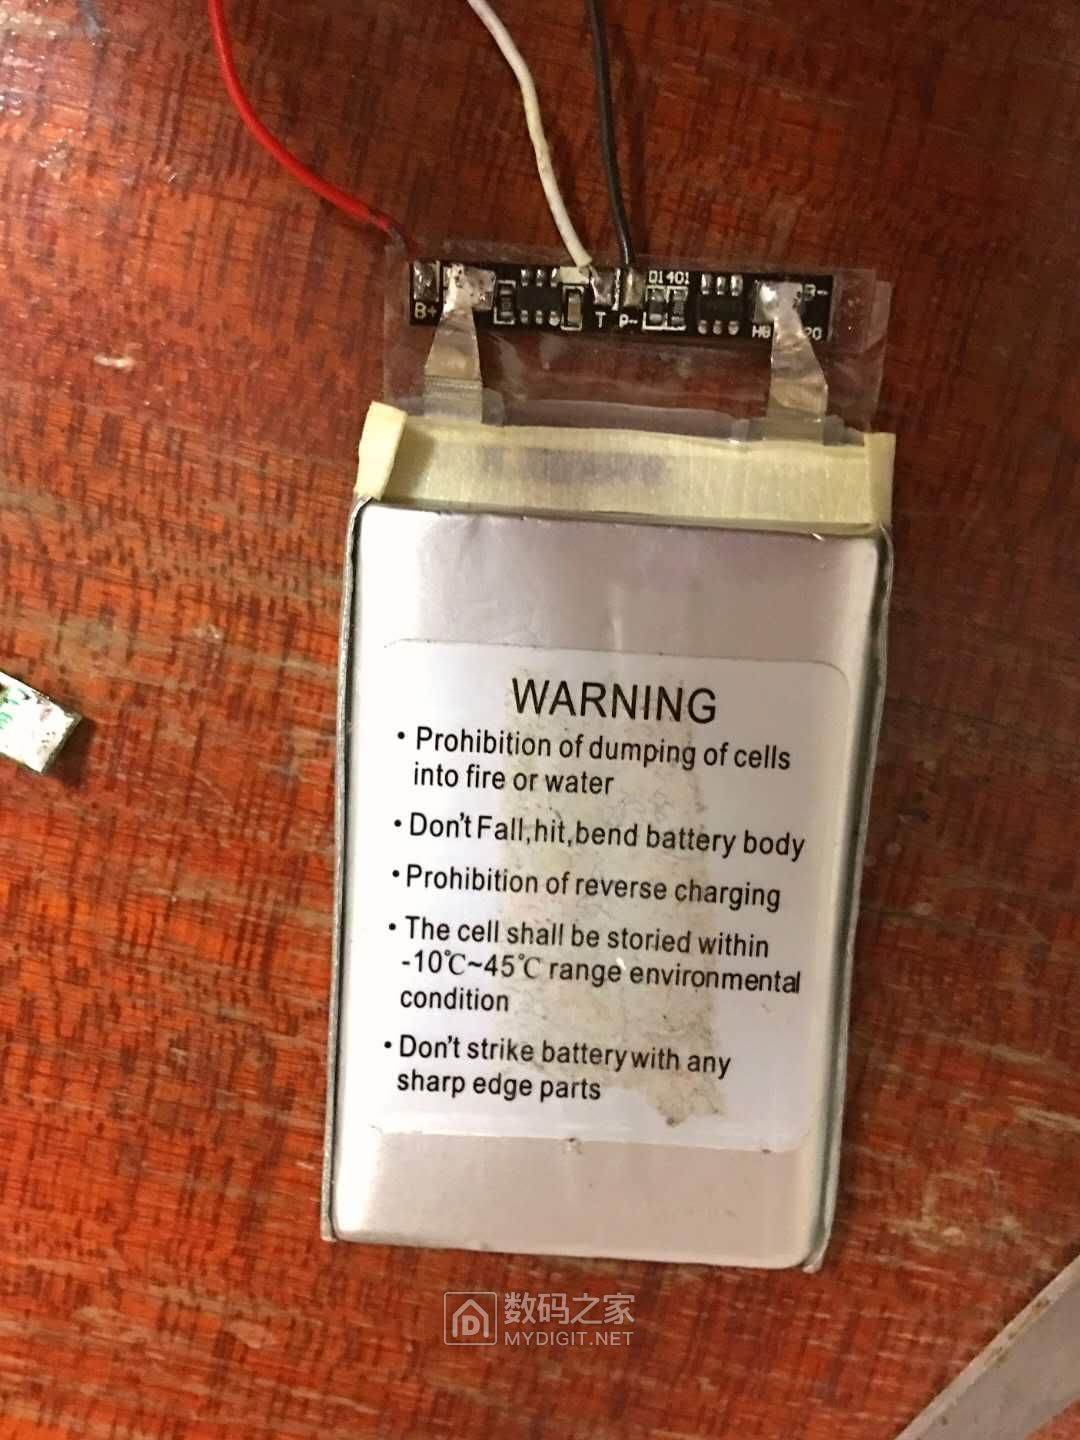 D1401
B+
T
P-
B-
WARNING
• Prohibition of dumping of cells
into fire or water
• Don't Fall,hit,bend battery body
• Prohibition of reverse charging
• The cell shall be storied within
-10℃~45℃ range environmental
condition
• Don't strike battery with any
sharp edge parts
数码之家
MYDIGIT.NET